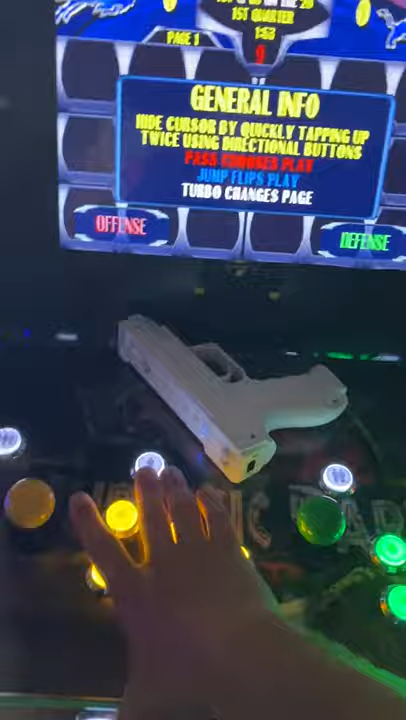 1ST QUARTER
1:53
PAGE 1
9
GENERAL INFO
HIDE CURSOR BY QUICKLY TAPPING UP
TWICE USING DIRECTIONAL BUTTONS
PASS CHOOSES PLAY
JUMP FLIPS PLAY
TURBO CHANGES PAGE
OFFENSE
DEFENSE